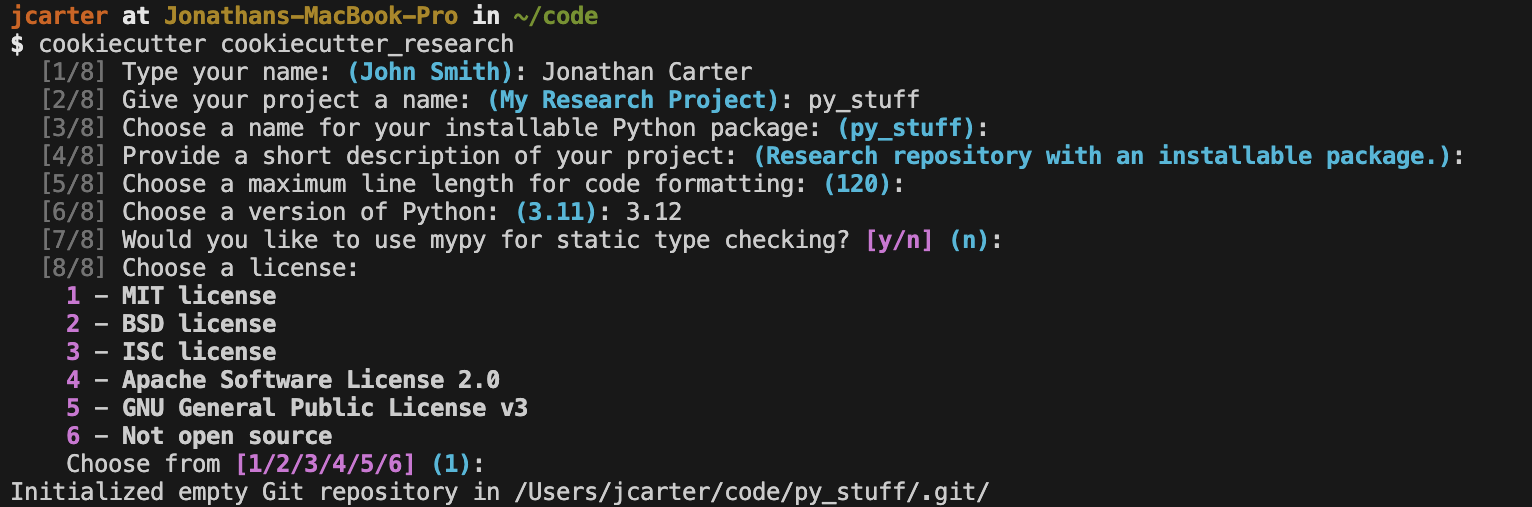 jcarter at Jonathans-MacBook-Pro in ~/code
$ cookiecutter cookiecutter_research
[1/8] Type your name: (John Smith): Jonathan Carter
[2/8] Give your project a name: (My Research Project): py_stuff
[3/8] Choose a name for your installable Python package: (py_stuff):
[4/8] Provide a short description of your project: (Research repository with an installable package.):
[5/8] Choose a maximum line length for code formatting: (120):
[6/8] Choose a version of Python: (3.11): 3.12
[7/8] Would you like to use mypy for static type checking? [y/n] (n):
[8/8] Choose a license:
1 - MIT license
2 - BSD license
3 - ISC license
4 - Apache Software License 2.0
5 - GNU General Public License v3
6 - Not open source
Choose from [1/2/3/4/5/6] (1):
Initialized empty Git repository in /Users/jcarter/code/py_stuff/.git/